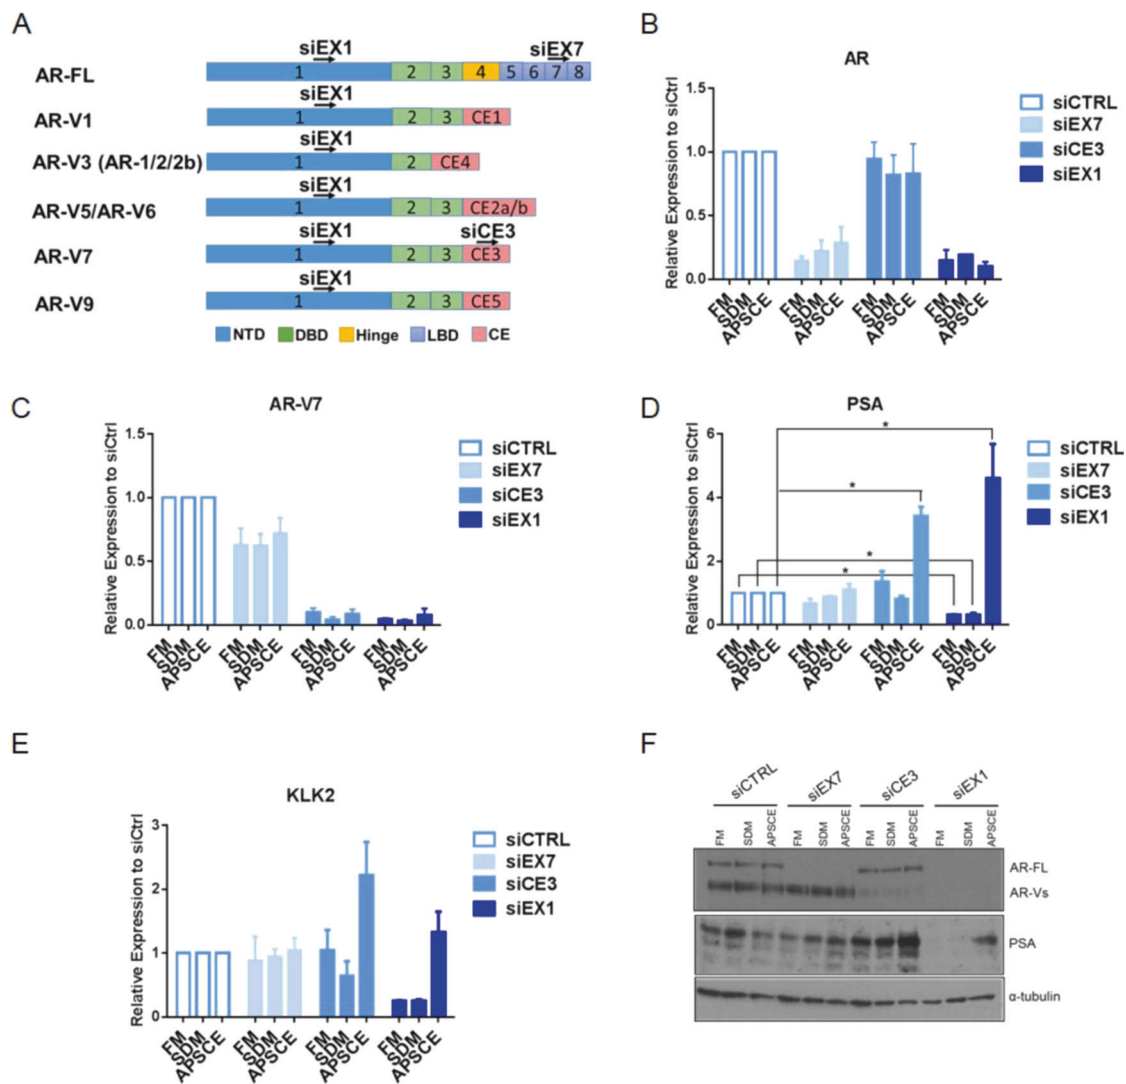 A
siEX1 siEX7
AR-FL 1 2 3 4 5 6 7 8
siEX1
AR-V1 1 2 3 CE1
siEX1
AR-V3 (AR-1/2/2b) 1 2 CE4
siEX1
AR-V5/AR-V6 1 2 3 CE2a/b
siEX1 siCE3
AR-V7 1 2 3 CE3
siEX1
AR-V9 1 2 3 CE5
NTD DBD Hinge LBD CE
B
AR
Relative Expression to siCtrl
1.5
1.0
0.5
0.0
FM SDM APSCE FM SDM APSCE FM SDM APSCE FM SDM APSCE
siCTRL
siEX7
siCE3
siEX1
C
AR-V7
Relative Expression to siCtrl
1.5
1.0
0.5
0.0
FM SDM APSCE FM SDM APSCE FM SDM APSCE FM SDM APSCE
siCTRL
siEX7
siCE3
siEX1
D
PSA
Relative Expression to siCtrl
6
4
2
0
* * * *
FM SDM APSCE FM SDM APSCE FM SDM APSCE FM SDM APSCE
siCTRL
siEX7
siCE3
siEX1
E
KLK2
Relative Expression to siCtrl
3
2
1
0
FM SDM APSCE FM SDM APSCE FM SDM APSCE FM SDM APSCE
siCTRL
siEX7
siCE3
siEX1
F
siCTRL siEX7 siCE3 siEX1
FM SDM APSCE FM SDM APSCE FM SDM APSCE FM SDM APSCE
AR-FL
AR-Vs
PSA
α-tubulin